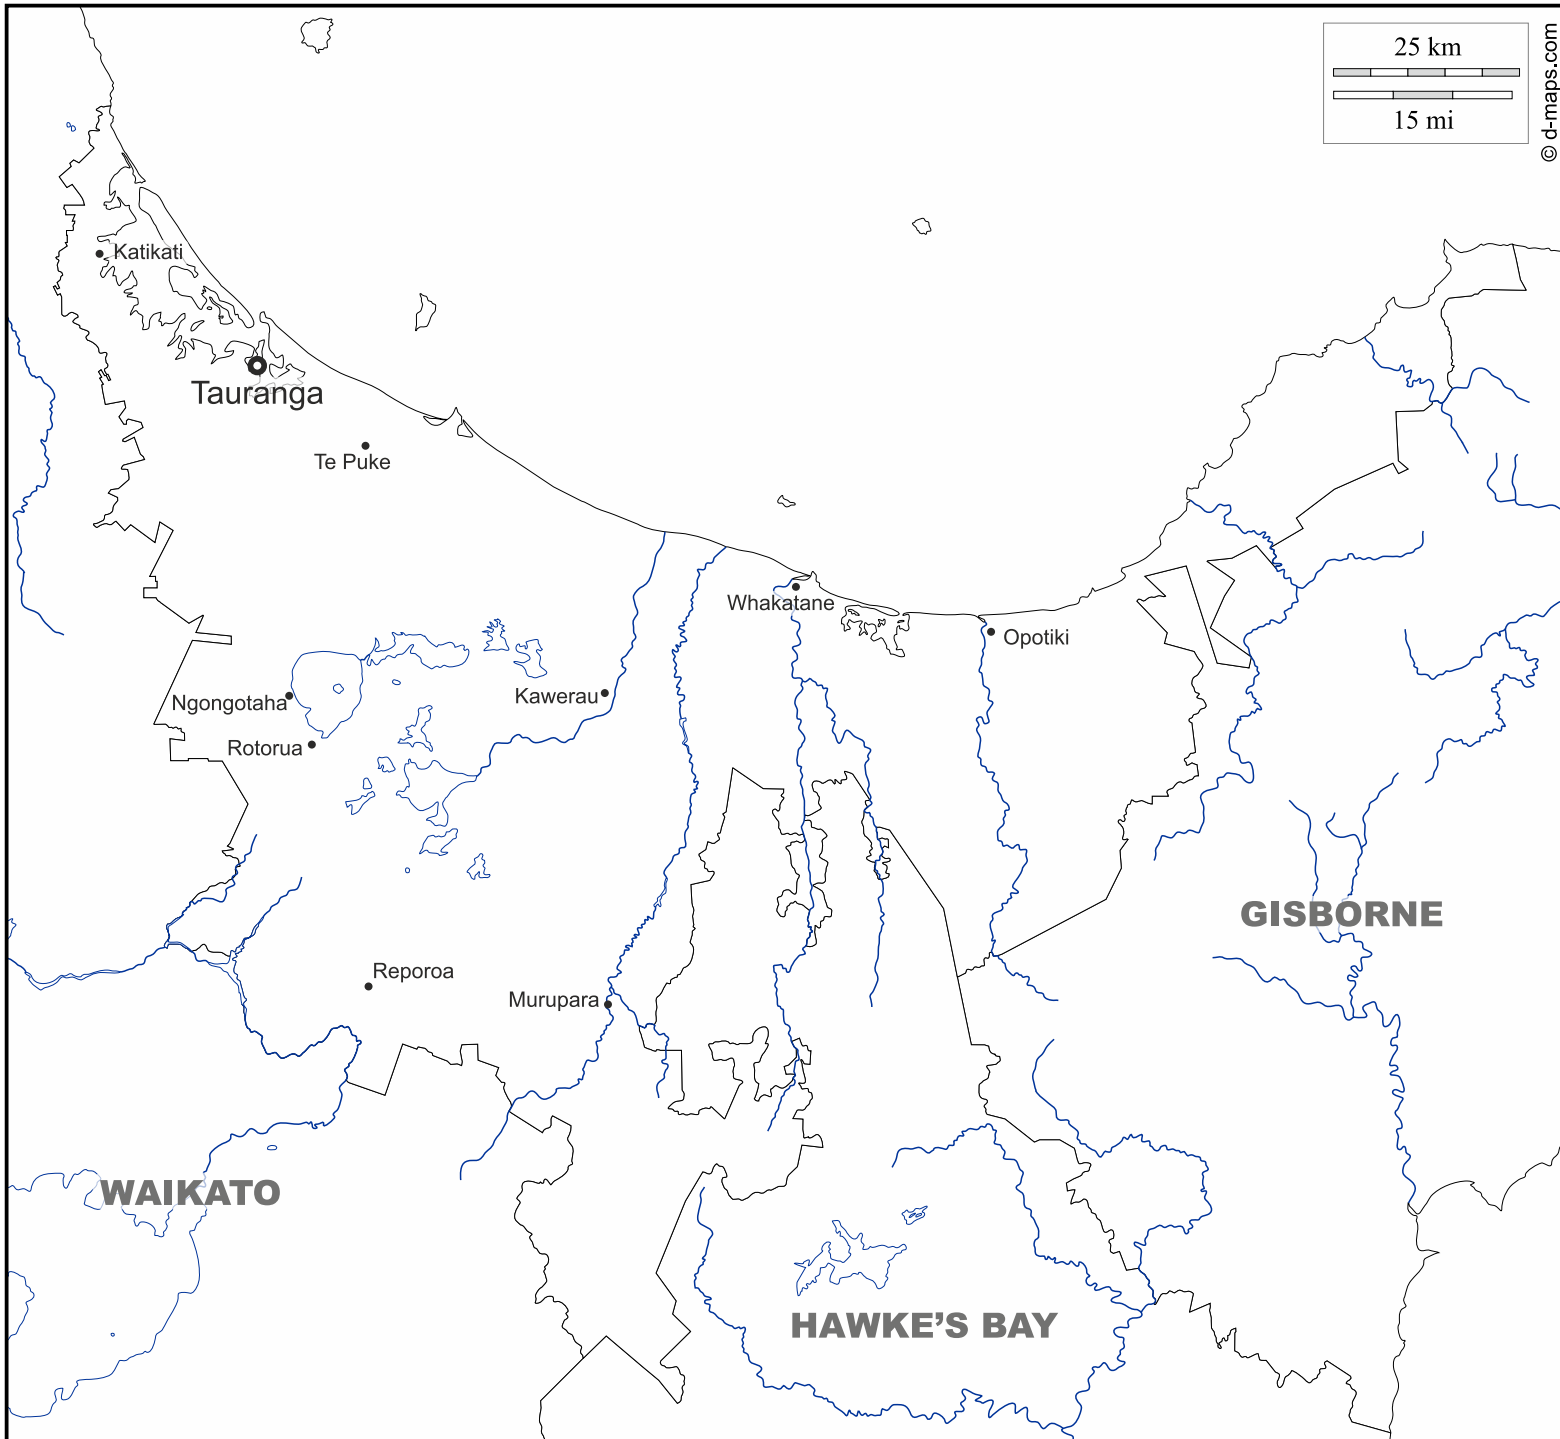 25 km
15 mi
© d-maps.com
Katikati
Tauranga
Te Puke
Whakatane
Opotiki
Ngongotaha
Kawerau
Rotorua
GISBORNE
Reporoa
Murupara
WAIKATO
HAWKE'S BAY